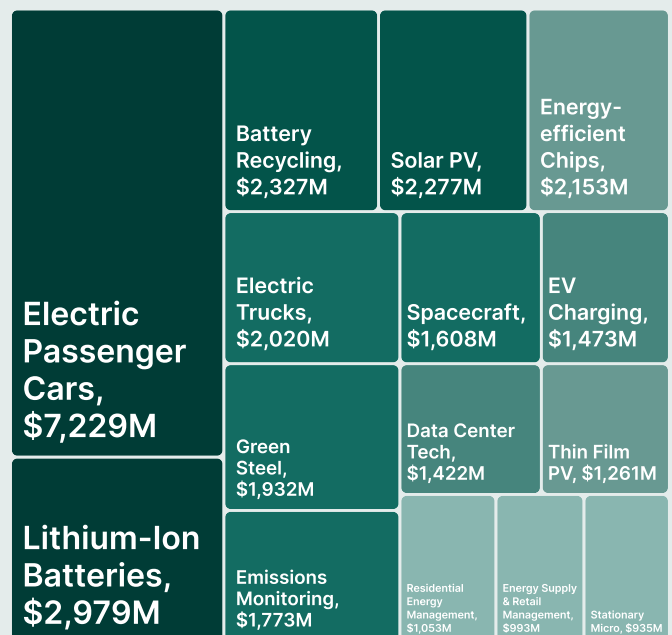 Electric
Passenger
Cars,
$7,229M
Lithium-Ion
Batteries,
$2,979M
Battery
Recycling,
$2,327M
Solar PV,
$2,277M
Energy-
efficient
Chips,
$2,153M
Electric
Trucks,
$2,020M
Spacecraft,
$1,608M
EV
Charging,
$1,473M
Green
Steel,
$1,932M
Data Center
Tech,
$1,422M
Thin Film
PV, $1,261M
Emissions
Monitoring,
$1,773M
Residential
Energy
Management,
$1,053M
Energy Supply
& Retail
Management,
$993M
Stationary
Micro, $935M